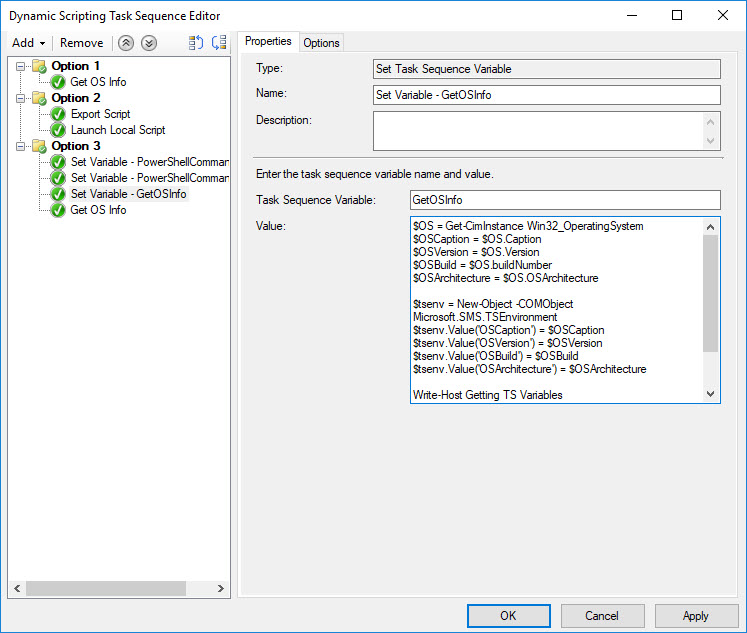 Dynamic Scripting Task Sequence Editor
Add
Remove
Option 1
Get OS Info
Option 2
Export Script
Launch Local Script
Option 3
Set Variable - PowerShellComman
Set Variable - PowerShellComman
Set Variable - GetOSInfo
Get OS Info
Properties
Options
Type:
Set Task Sequence Variable
Name:
Set Variable - GetOSInfo
Description:
Enter the task sequence variable name and value.
Task Sequence Variable:
GetOSInfo
Value:
$OS = Get-CimInstance Win32_OperatingSystem
$OSCaption = $OS.Caption
$OSVersion = $OS.Version
$OSBuild = $OS.buildNumber
$OSArchitecture = $OS.OSArchitecture
$tsenv = New-Object -COMObject
Microsoft.SMS.TSEnvironment
$tsenv.Value('OSCaption') = $OSCaption
$tsenv.Value('OSVersion') = $OSVersion
$tsenv.Value('OSBuild') = $OSBuild
$tsenv.Value('OSArchitecture') = $OSArchitecture
Write-Host Getting TS Variables
OK
Cancel
Apply